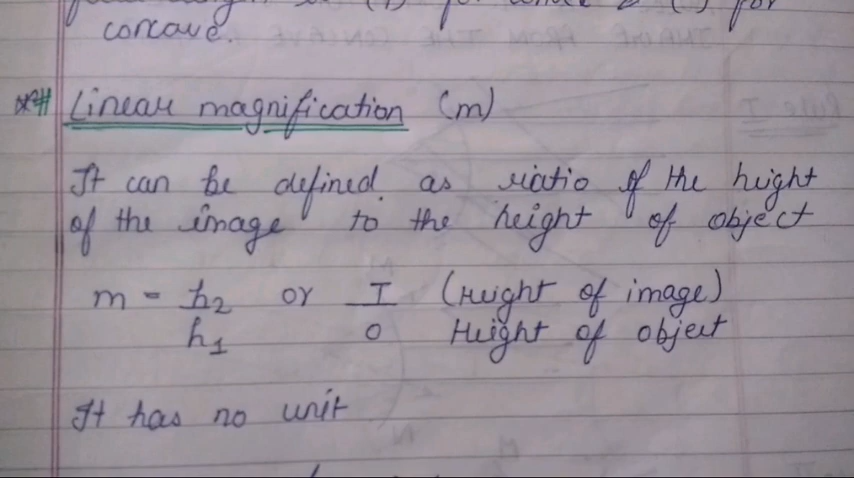 concave.
Linear magnification (m)
It can be defined as ratio of the height
of the image to the height of object
m = h2 or I (Height of image)
h1 O Height of object
It has no unit